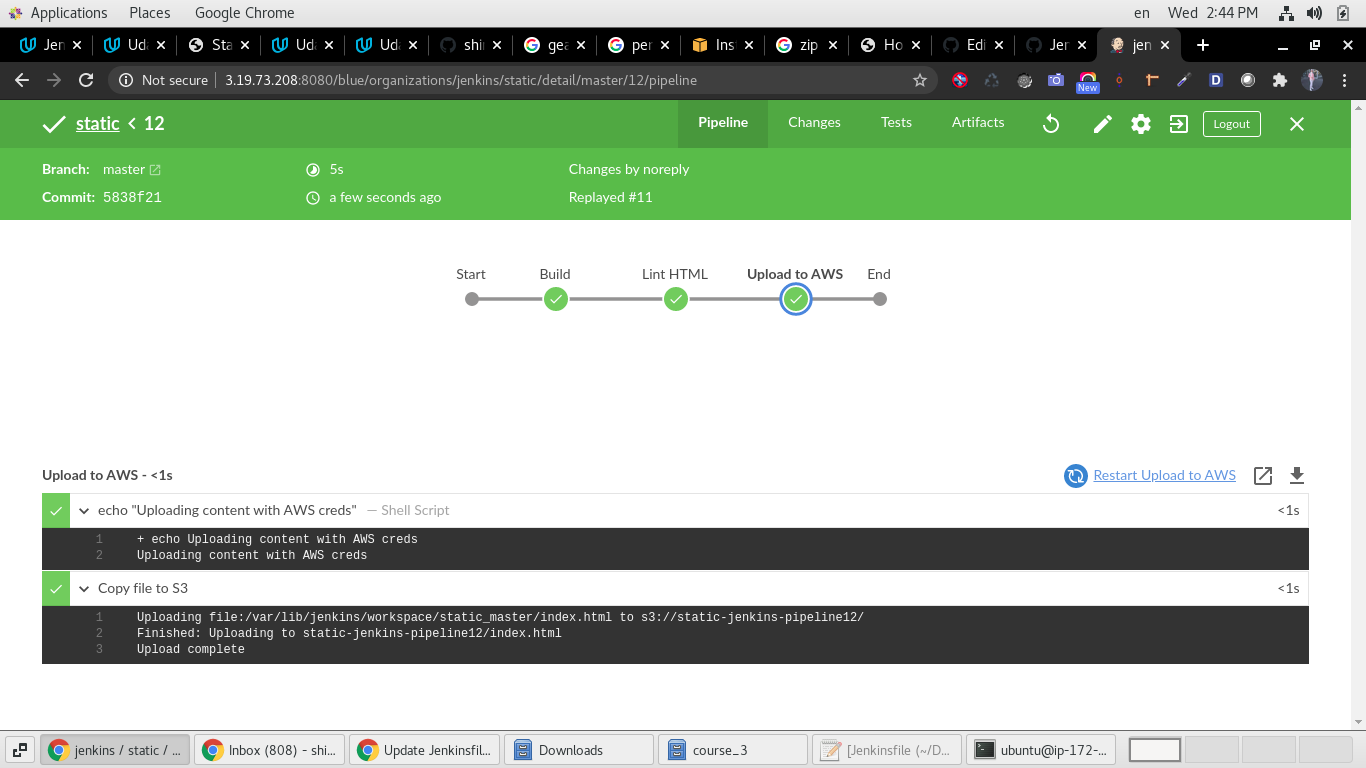 Applications Places Google Chrome en Wed 2:44 PM
Jen Uda Sta Uda Uda shi gea per Inst zip Ho Edi Jer jen
Not secure 3.19.73.208:8080/blue/organizations/jenkins/static/detail/master/12/pipeline
New
static < 12 Pipeline Changes Tests Artifacts Logout
Branch: master 5s Changes by noreply
Commit: 5838f21 a few seconds ago Replayed #11
Start Build Lint HTML Upload to AWS End
Upload to AWS - <1s Restart Upload to AWS
echo "Uploading content with AWS creds" — Shell Script <1s
1 + echo Uploading content with AWS creds
2 Uploading content with AWS creds
Copy file to S3 <1s
1 Uploading file:/var/lib/jenkins/workspace/static_master/index.html to s3://static-jenkins-pipeline12/
2 Finished: Uploading to static-jenkins-pipeline12/index.html
3 Upload complete
jenkins / static / ... Inbox (808) - shi... Update Jenkinsfil... Downloads course_3 [Jenkinsfile (~/D... ubuntu@ip-172-...